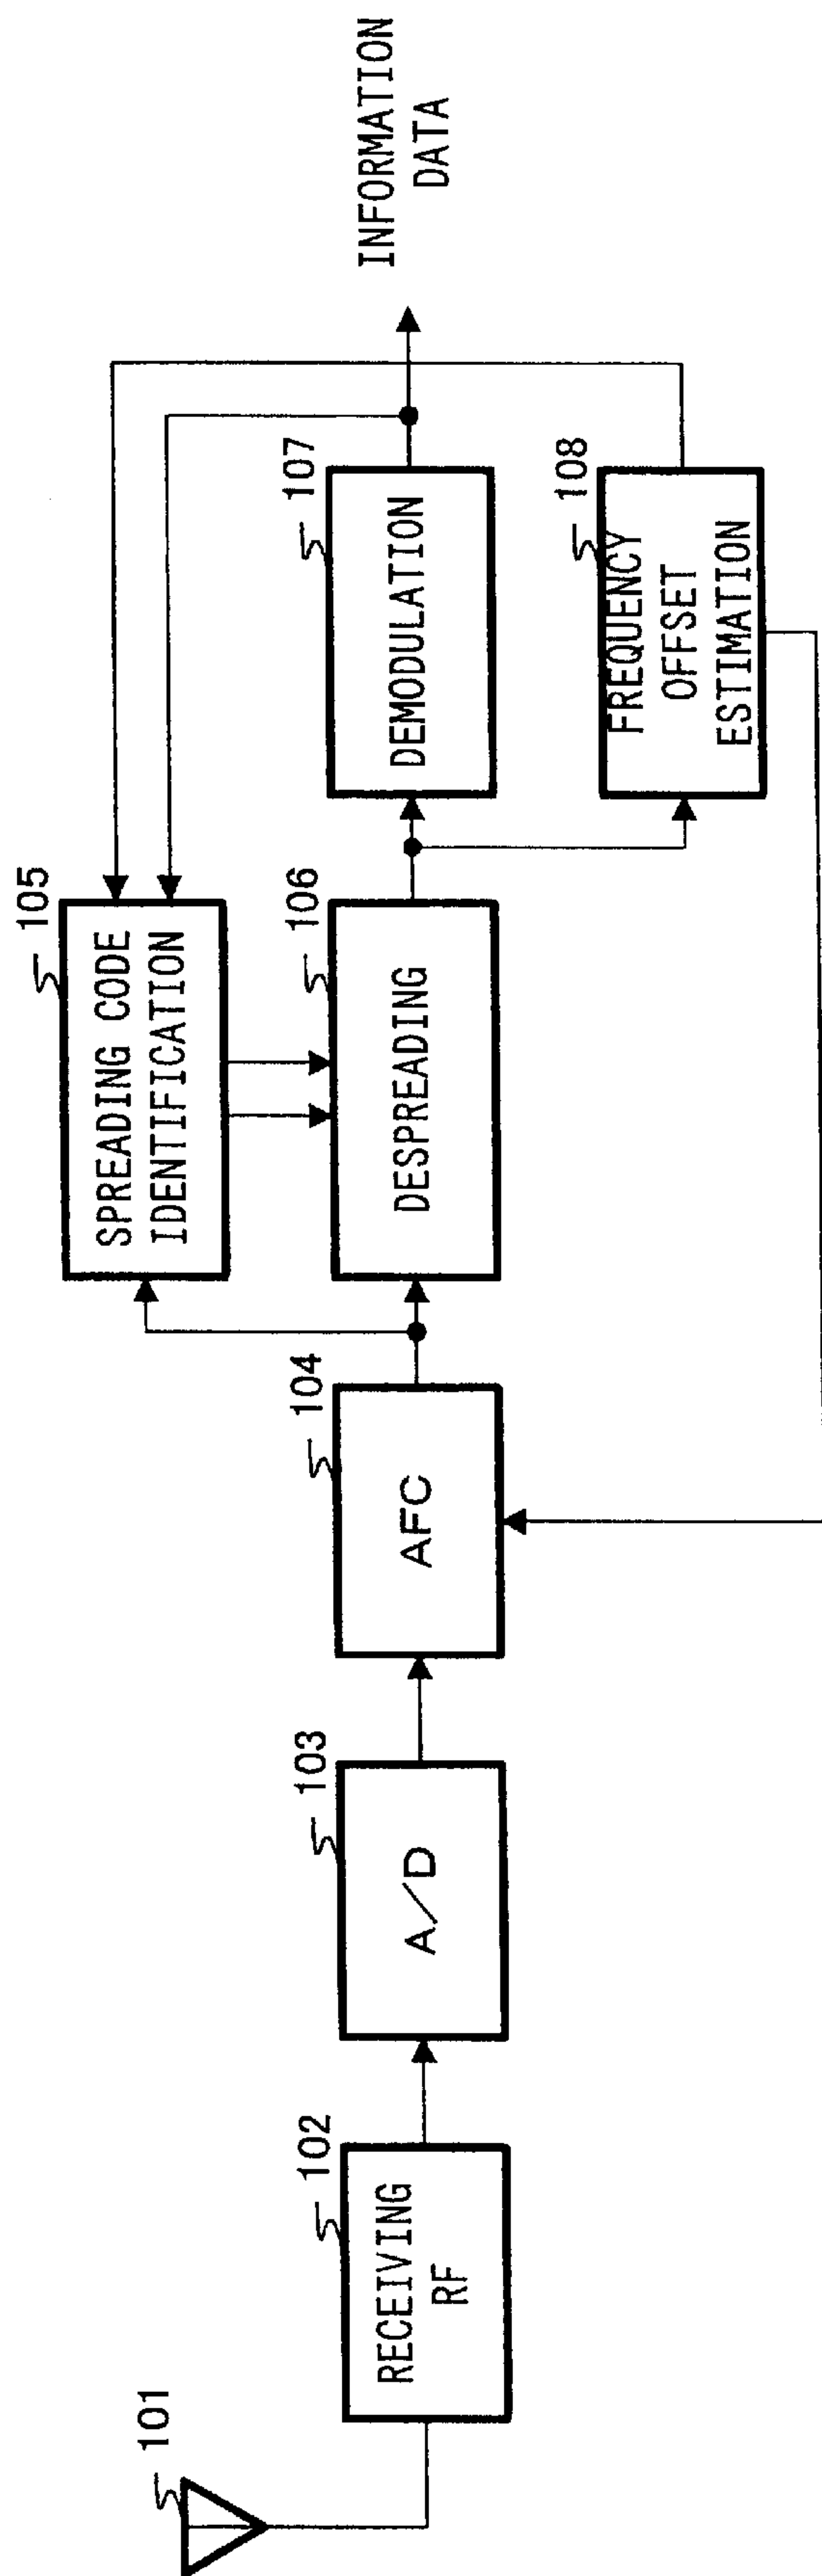 101
102
RECEIVING
RF
103
A/D
104
AFC
105
SPREADING CODE
IDENTIFICATION
106
DESPREADING
107
DEMODULATION
108
FREQUENCY
OFFSET
ESTIMATION
INFORMATION
DATA